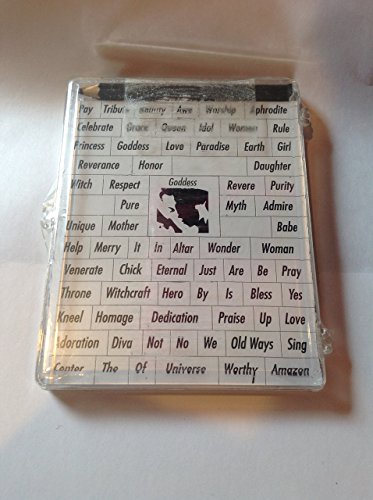 Pay Tribute Beauty Awe Worship Aphrodite
Celebrate Grace Queen Idol Women Rule
Princess Goddess Love Paradise Earth Girl
Reverance Honor Daughter
Witch Respect Goddess Revere Purity
Pure Myth Admire
Unique Mother Babe
Help Merry It In Altar Wonder Woman
Venerate Chick Eternal Just Are Be Pray
Throne Witchcraft Hero By Is Bless Yes
Kneel Homage Dedication Praise Up Love
Adoration Diva Not No We Old Ways Sing
Center The Of Universe Worthy Amazon